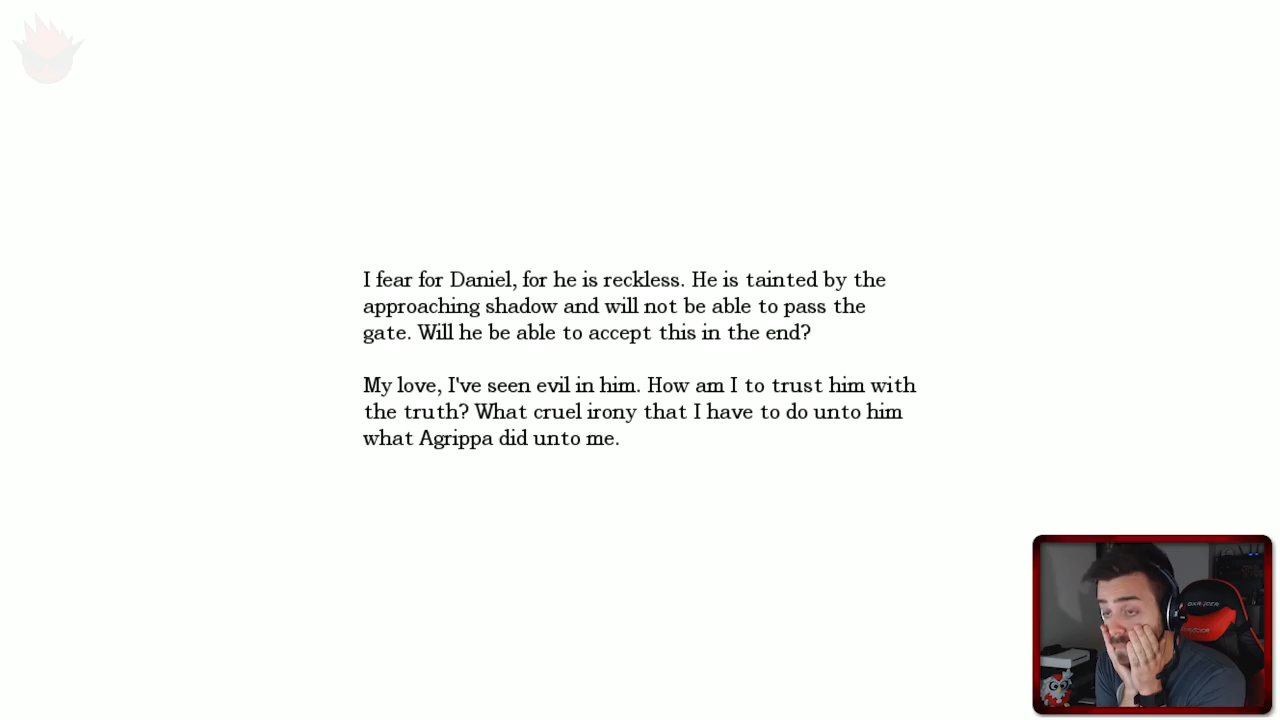 I fear for Daniel, for he is reckless. He is tainted by the
approaching shadow and will not be able to pass the
gate. Will he be able to accept this in the end?
My love, I've seen evil in him. How am I to trust him with
the truth? What cruel irony that I have to do unto him
what Agrippa did unto me.
DXRACER